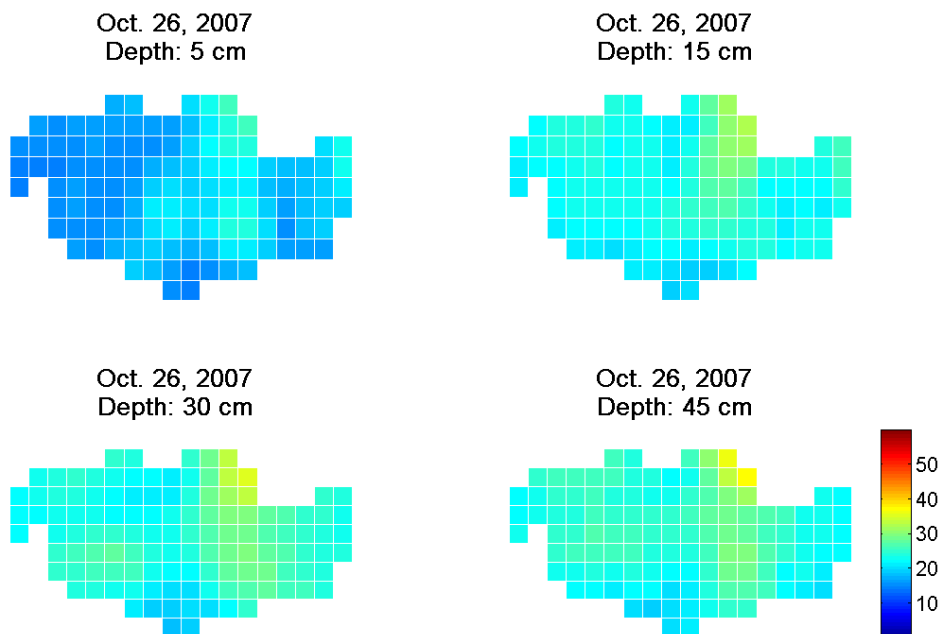 Oct. 26, 2007
Depth: 5 cm
Oct. 26, 2007
Depth: 15 cm
Oct. 26, 2007
Depth: 30 cm
Oct. 26, 2007
Depth: 45 cm
50
40
30
20
10